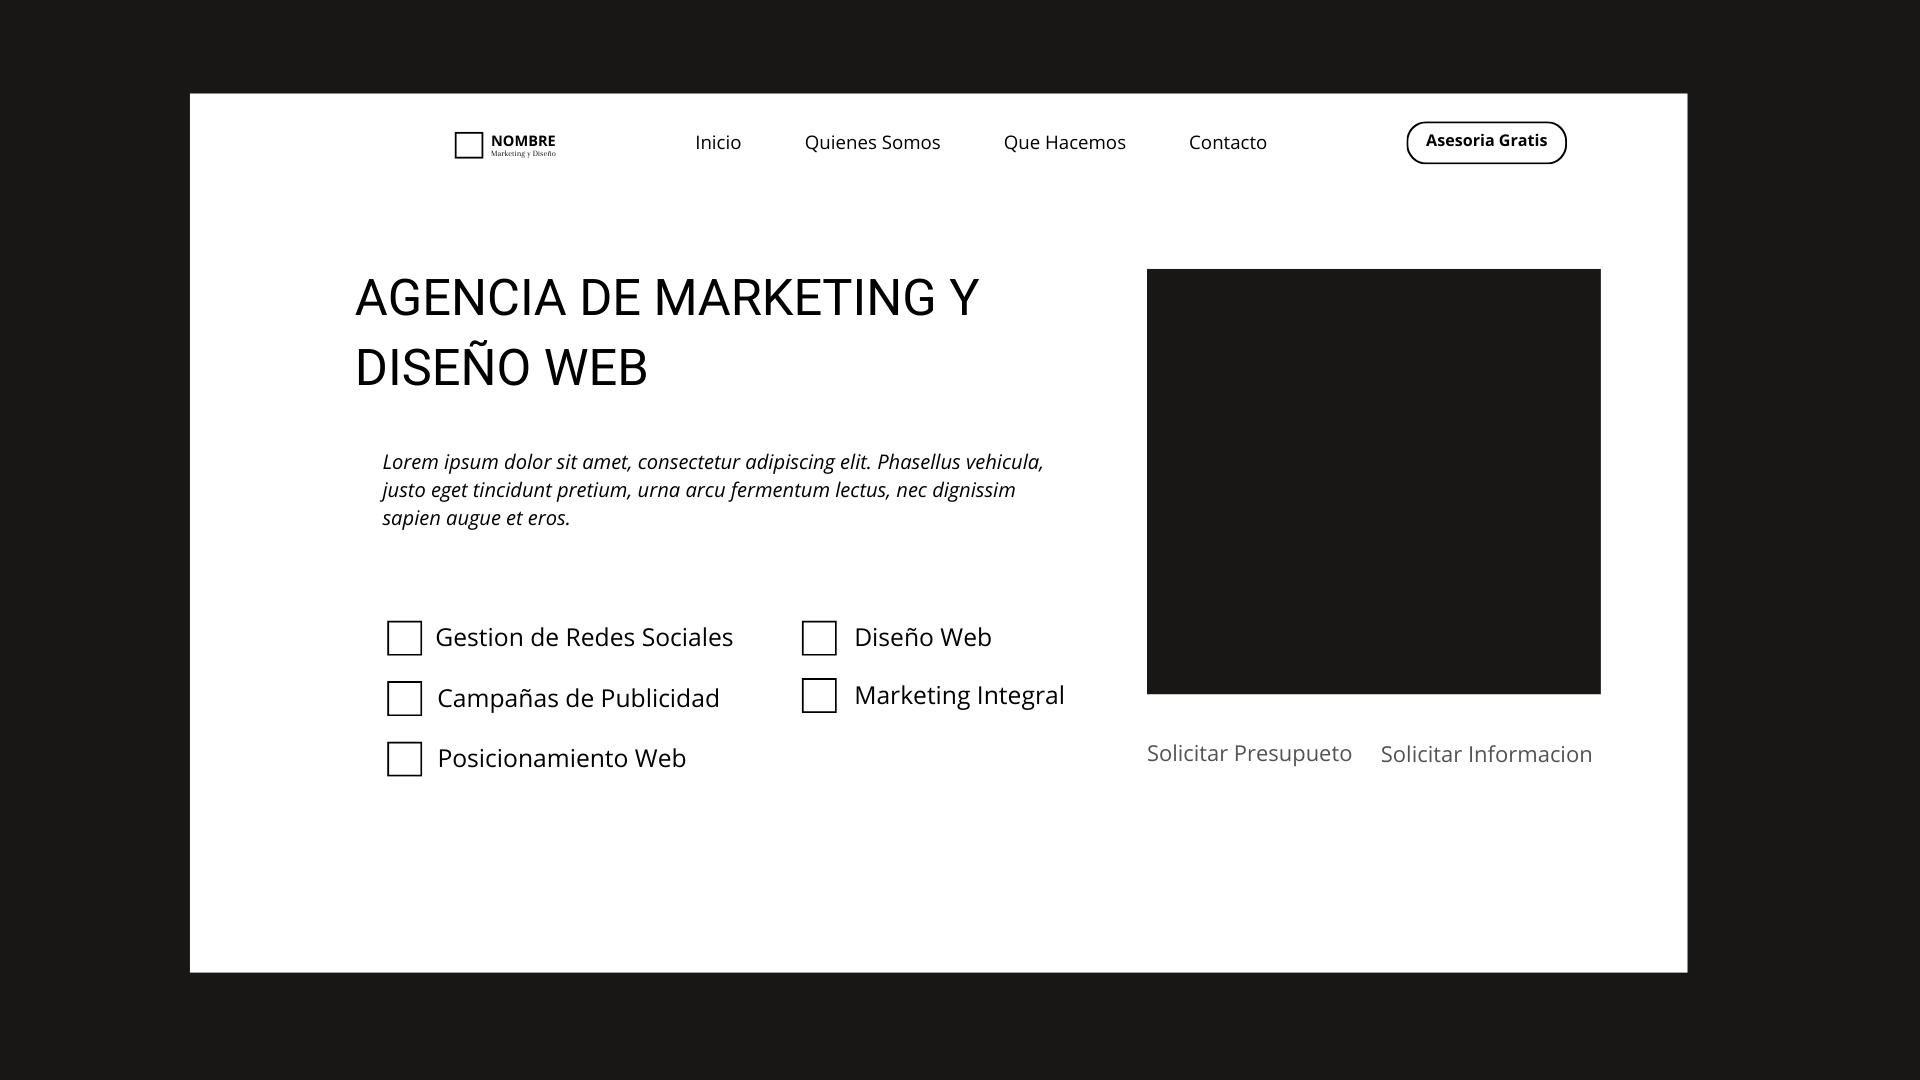 NOMBRE
Marketing y Diseño
Inicio
Quienes Somos
Que Hacemos
Contacto
Asesoria Gratis
AGENCIA DE MARKETING Y
DISEÑO WEB
Lorem ipsum dolor sit amet, consectetur adipiscing elit. Phasellus vehicula,
justo eget tincidunt pretium, urna arcu fermentum lectus, nec dignissim
sapien augue et eros.
Gestion de Redes Sociales
Campañas de Publicidad
Posicionamiento Web
Diseño Web
Marketing Integral
Solicitar Presupueto
Solicitar Informacion